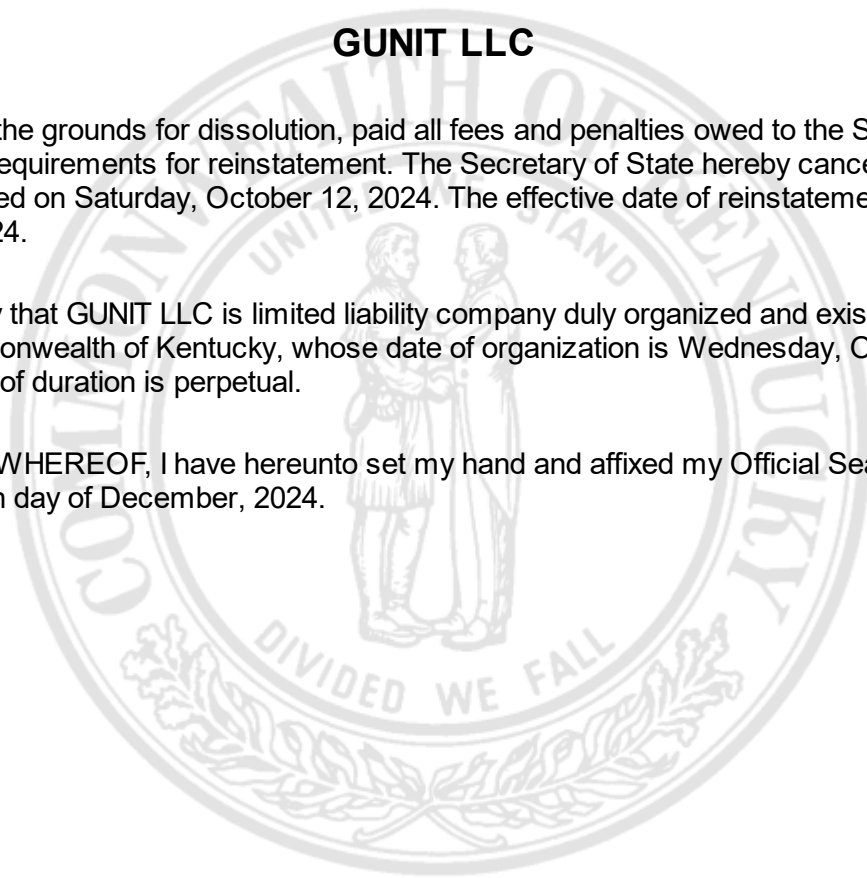 GUNIT LLC
the grounds for dissolution, paid all fees and penalties owed to the S
equirements for reinstatement. The Secretary of State hereby cance
ed on Saturday, October 12, 2024. The effective date of reinstateme
24.
that GUNIT LLC is limited liability company duly organized and exis
onwealth of Kentucky, whose date of organization is Wednesday, O
of duration is perpetual.
WHEREOF, I have hereunto set my hand and affixed my Official Sea
day of December, 2024.
COMMONWEALTH OF KENTUCKY
UNITED WE STAND
DIVIDED WE FALL